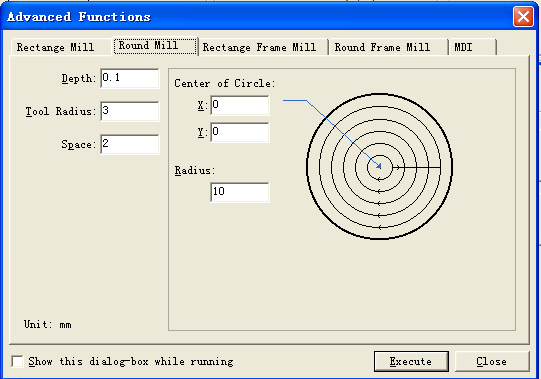 Advanced Functions
Rectange Mill
Round Mill
Rectange Frame Mill
Round Frame Mill
MDI
Depth: 0.1
Tool Radius: 3
Space: 2
Center of Circle:
X: 0
Y: 0
Radius:
10
Unit: mm
Show this dialog-box while running
Execute
Close